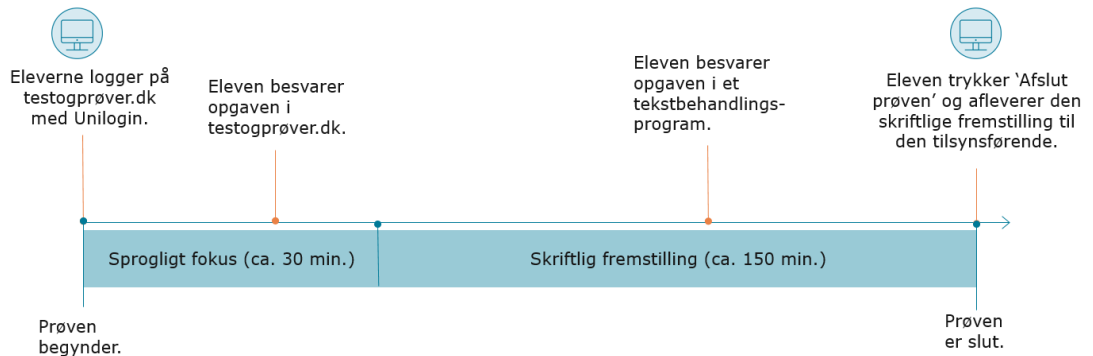 Eleverne logger på
testogprøver.dk
med Unilogin.
Eleven besvarer
opgaven i
testogprøver.dk.
Eleven besvarer
opgaven i et
tekstbehandlings-
program.
Eleven trykker ‘Afslut
prøven’ og afleverer den
skriftlige fremstilling til
den tilsynsførende.
Sprogligt fokus (ca. 30 min.)
Skriftlig fremstilling (ca. 150 min.)
Prøven
begynder.
Prøven
er slut.